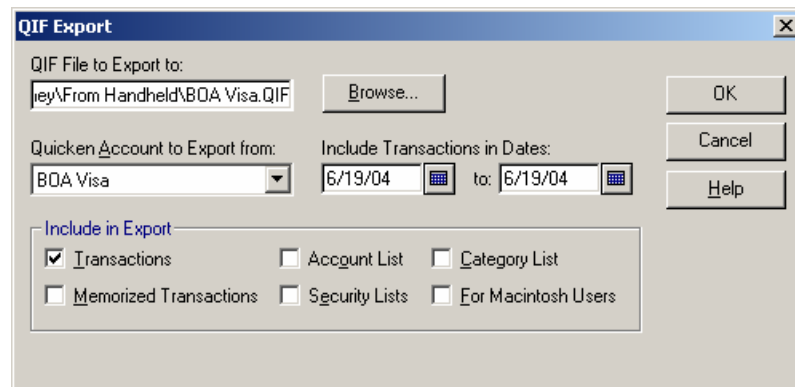 QIF Export
QIF File to Export to:
ey\From Handheld\BOA Visa.QIF
Browse...
OK
Quicken Account to Export from:
Include Transactions in Dates:
Cancel
BOA Visa
6/19/04 to: 6/19/04
Help
Include in Export
Transactions
Account List
Category List
Memorized Transactions
Security Lists
For Macintosh Users